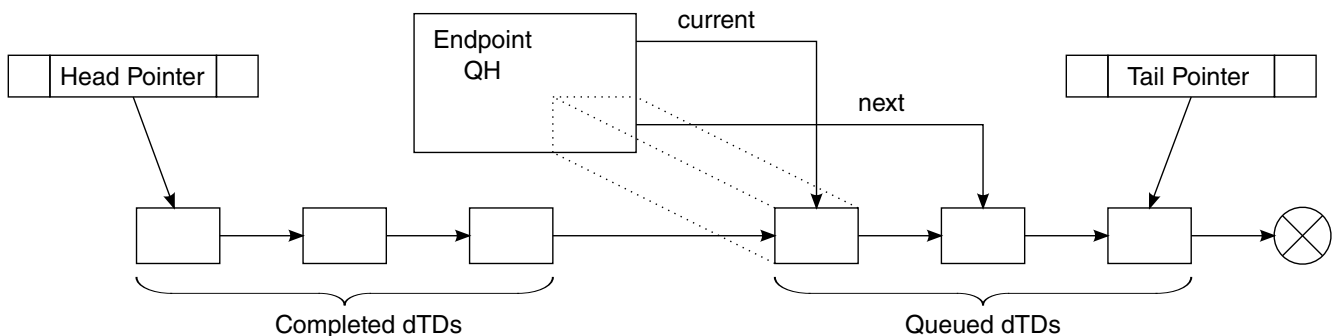 current
Endpoint
QH
Head Pointer
Tail Pointer
next
Completed dTDs
Queued dTDs